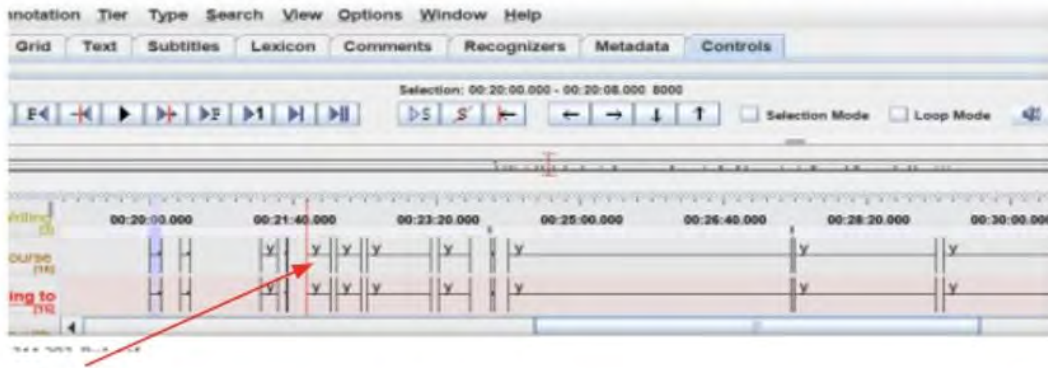 Tier Type Search View Options Window Help
Grid Text Subtitles Lexicon Comments Recognizers Metadata Controls
Selection: 00:20:00.000 - 00:20:08.000 8000
S S Selection Mode Loop Mode
00:20:00.000 00:21:40.000 00:23:20.000 00:25:00.000 00:26:40.000 00:28:20.000 00:30:00.000
y y y y y y y y
y y y y y y y y
ing to